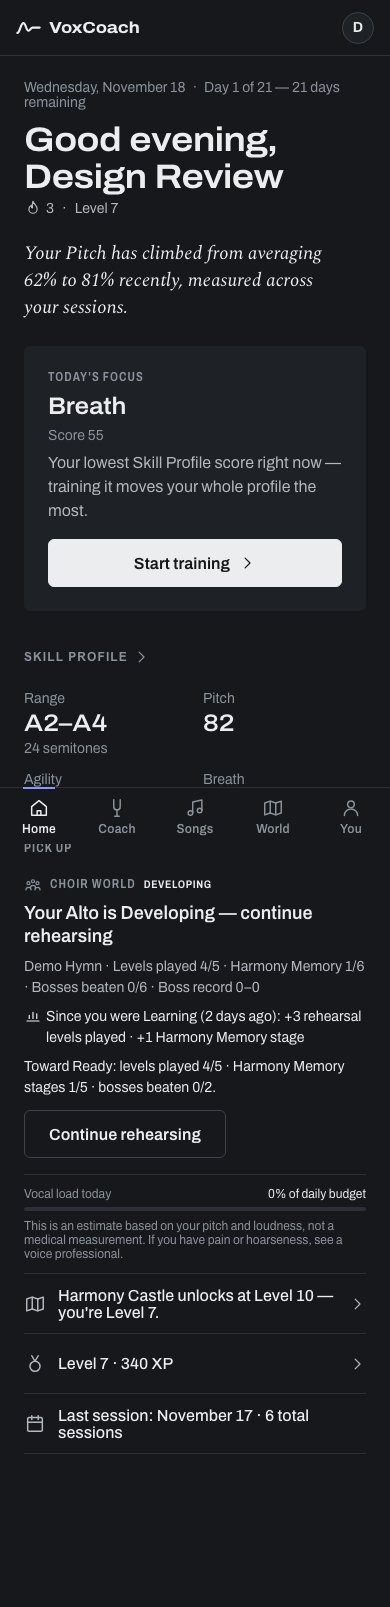 VoxCoach
D
Wednesday, November 18 · Day 1 of 21 — 21 days
remaining
Good evening,
Design Review
3 · Level 7
Your Pitch has climbed from averaging
62% to 81% recently, measured across
your sessions.
TODAY'S FOCUS
Breath
Score 55
Your lowest Skill Profile score right now —
training it moves your whole profile the
most.
Start training
SKILL PROFILE
Range
Pitch
A2–A4
82
24 semitones
Agility
Breath
Home
Coach
Songs
World
You
PICK UP
CHOIR WORLD DEVELOPING
Your Alto is Developing — continue
rehearsing
Demo Hymn · Levels played 4/5 · Harmony Memory 1/6
· Bosses beaten 0/6 · Boss record 0–0
Since you were Learning (2 days ago): +3 rehearsal
levels played · +1 Harmony Memory stage
Toward Ready: levels played 4/5 · Harmony Memory
stages 1/5 · bosses beaten 0/2.
Continue rehearsing
Vocal load today
0% of daily budget
This is an estimate based on your pitch and loudness, not a
medical measurement. If you have pain or hoarseness, see a
voice professional.
Harmony Castle unlocks at Level 10 —
you're Level 7.
Level 7 · 340 XP
Last session: November 17 · 6 total
sessions